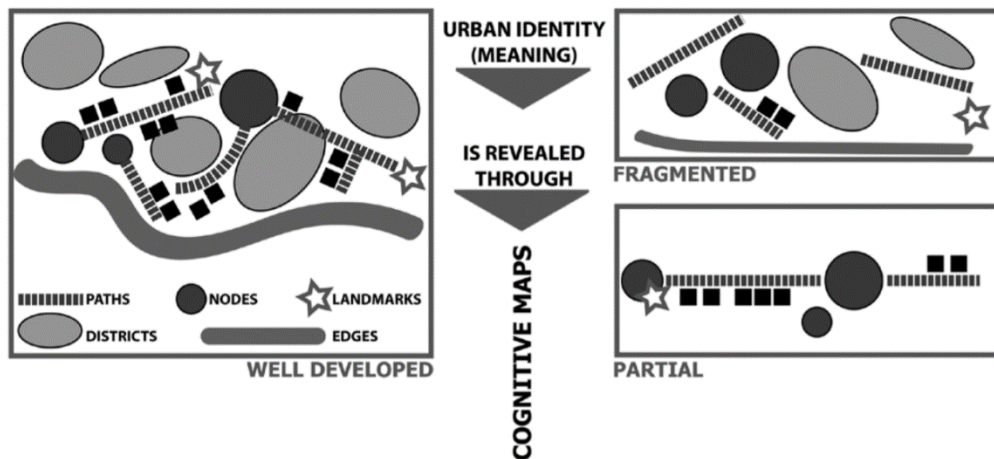 URBAN IDENTITY
(MEANING)
IS REVEALED
THROUGH
COGNITIVE MAPS
PATHS
NODES
LANDMARKS
DISTRICTS
EDGES
WELL DEVELOPED
FRAGMENTED
PARTIAL